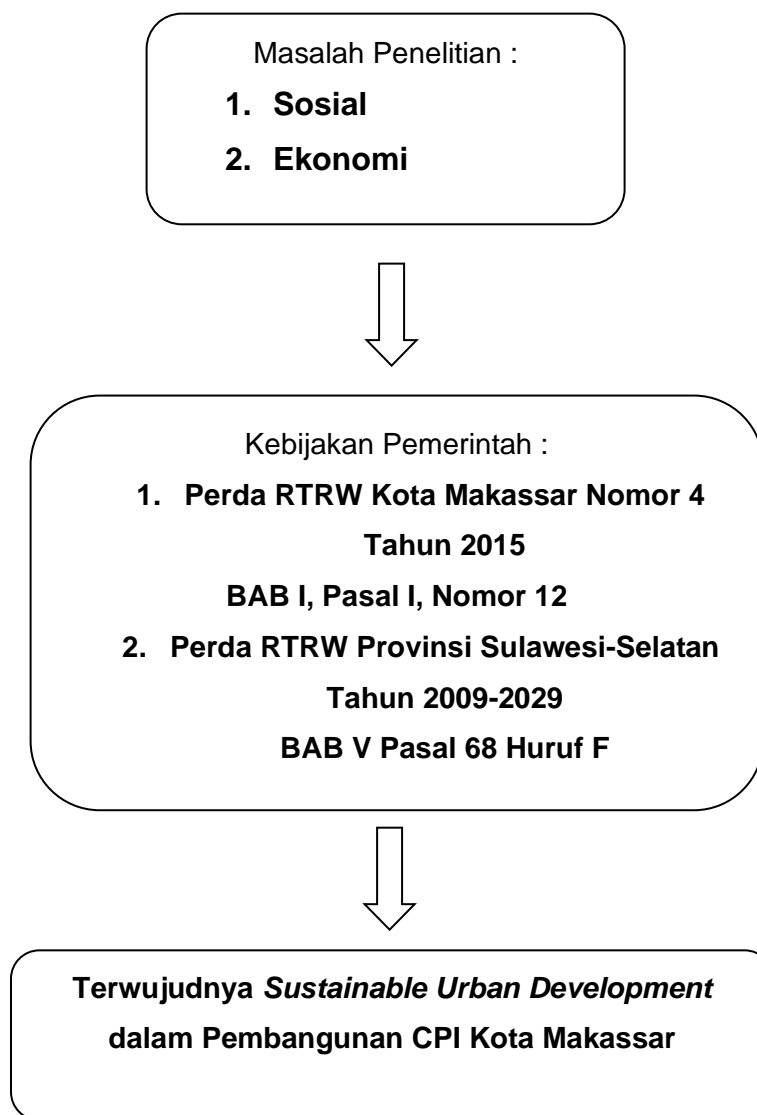 Masalah Penelitian :
1. Sosial
2. Ekonomi
Kebijakan Pemerintah :
1. Perda RTRW Kota Makassar Nomor 4
Tahun 2015
BAB I, Pasal I, Nomor 12
2. Perda RTRW Provinsi Sulawesi-Selatan
Tahun 2009-2029
BAB V Pasal 68 Huruf F
Terwujudnya Sustainable Urban Development
dalam Pembangunan CPI Kota Makassar